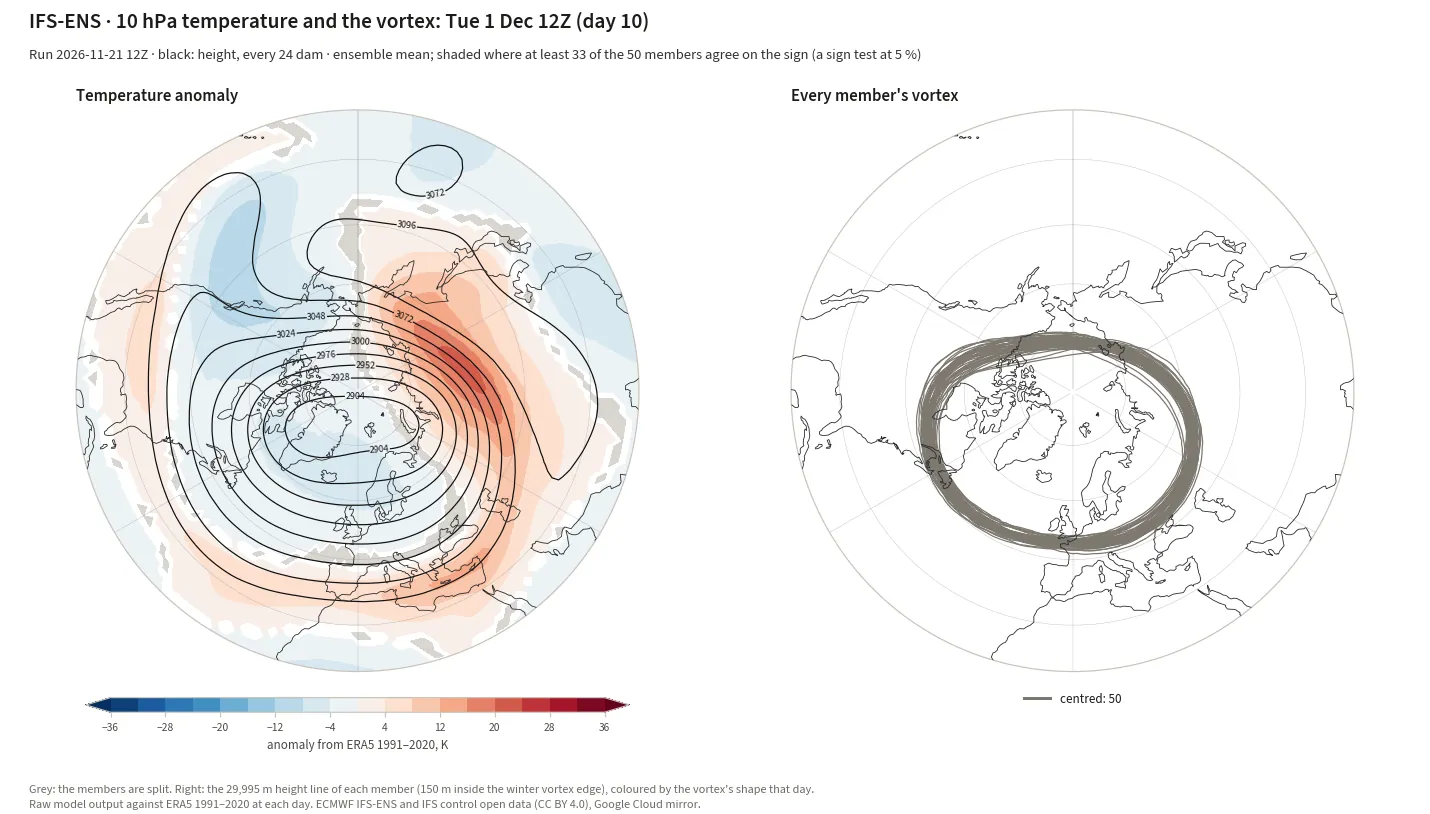 IFS-ENS · 10 hPa temperature and the vortex: Tue 1 Dec 12Z (day 10)
Run 2026-11-21 12Z · black: height, every 24 dam · ensemble mean; shaded where at least 33 of the 50 members agree on the sign (a sign test at 5 %)
Temperature anomaly
Every member's vortex
3072
3096
3048
3072
3024
3000
2976
2952
2928
2904
2904
centred: 50
−36 −28 −20 −12 −4 4 12 20 28 36
anomaly from ERA5 1991–2020, K
Grey: the members are split. Right: the 29,995 m height line of each member (150 m inside the winter vortex edge), coloured by the vortex's shape that day.
Raw model output against ERA5 1991–2020 at each day. ECMWF IFS-ENS and IFS control open data (CC BY 4.0), Google Cloud mirror.